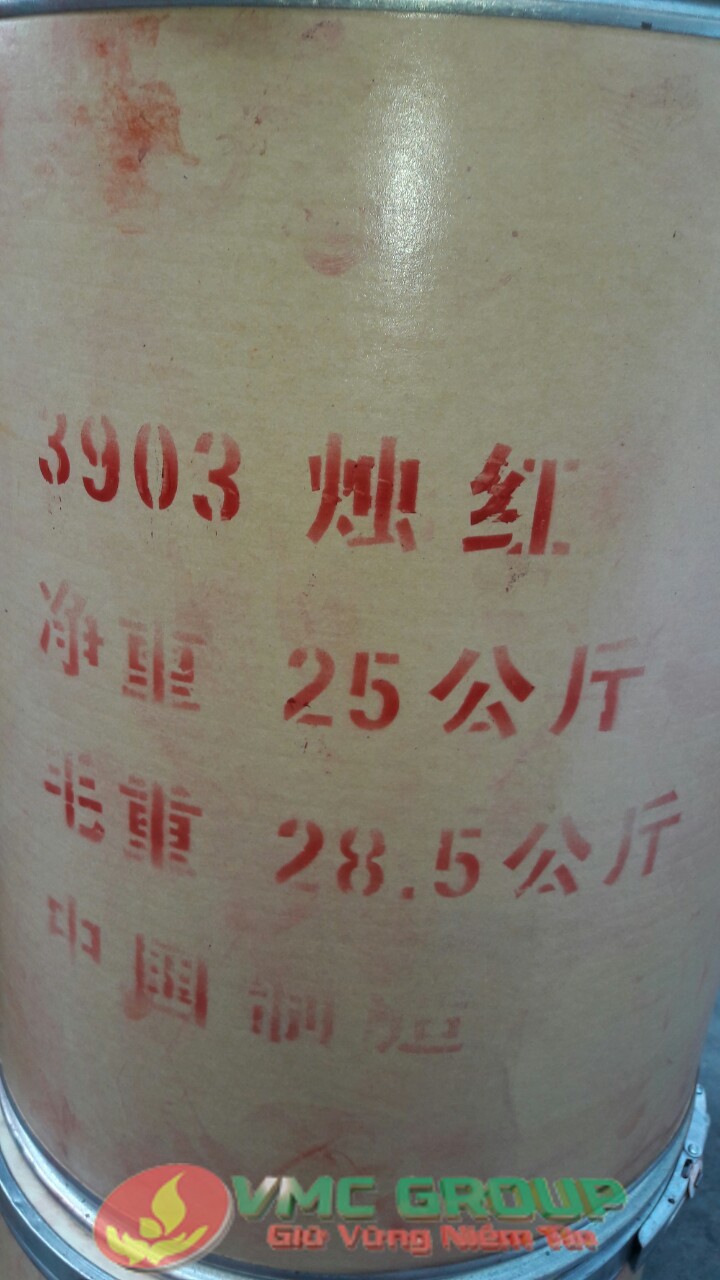 3903 烛红
净重 25公斤
毛重 28.5公斤
中国制造
VMC GROUP
Giữ Vững Niềm Tin